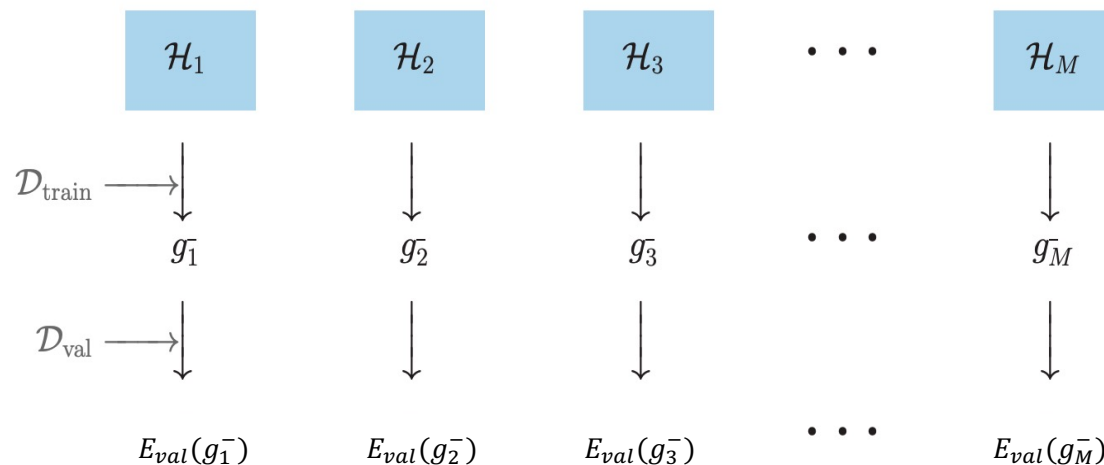 ℋ₁ ℋ₂ ℋ₃ • • • ℋ_M
𝒟_train
g₁⁻ g₂⁻ g₃⁻ • • • g_M⁻
𝒟_val
E_val(g₁⁻) E_val(g₂⁻) E_val(g₃⁻) • • • E_val(g_M⁻)